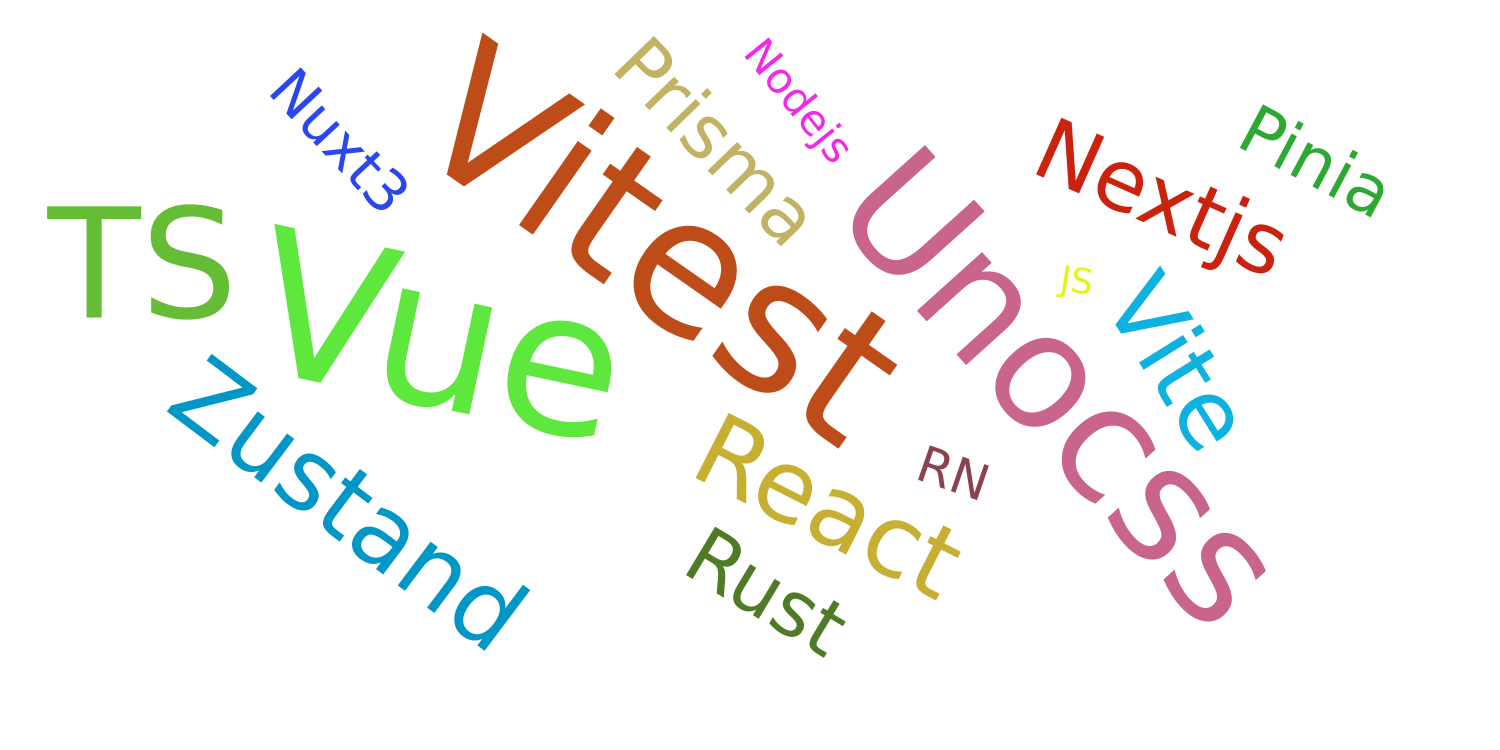 Nuxt3
Vitest
Prisma
Nodejs
Unocss
Nextjs
Pinia
TS
Vue
JS
Vite
Zustand
React
RN
Rust